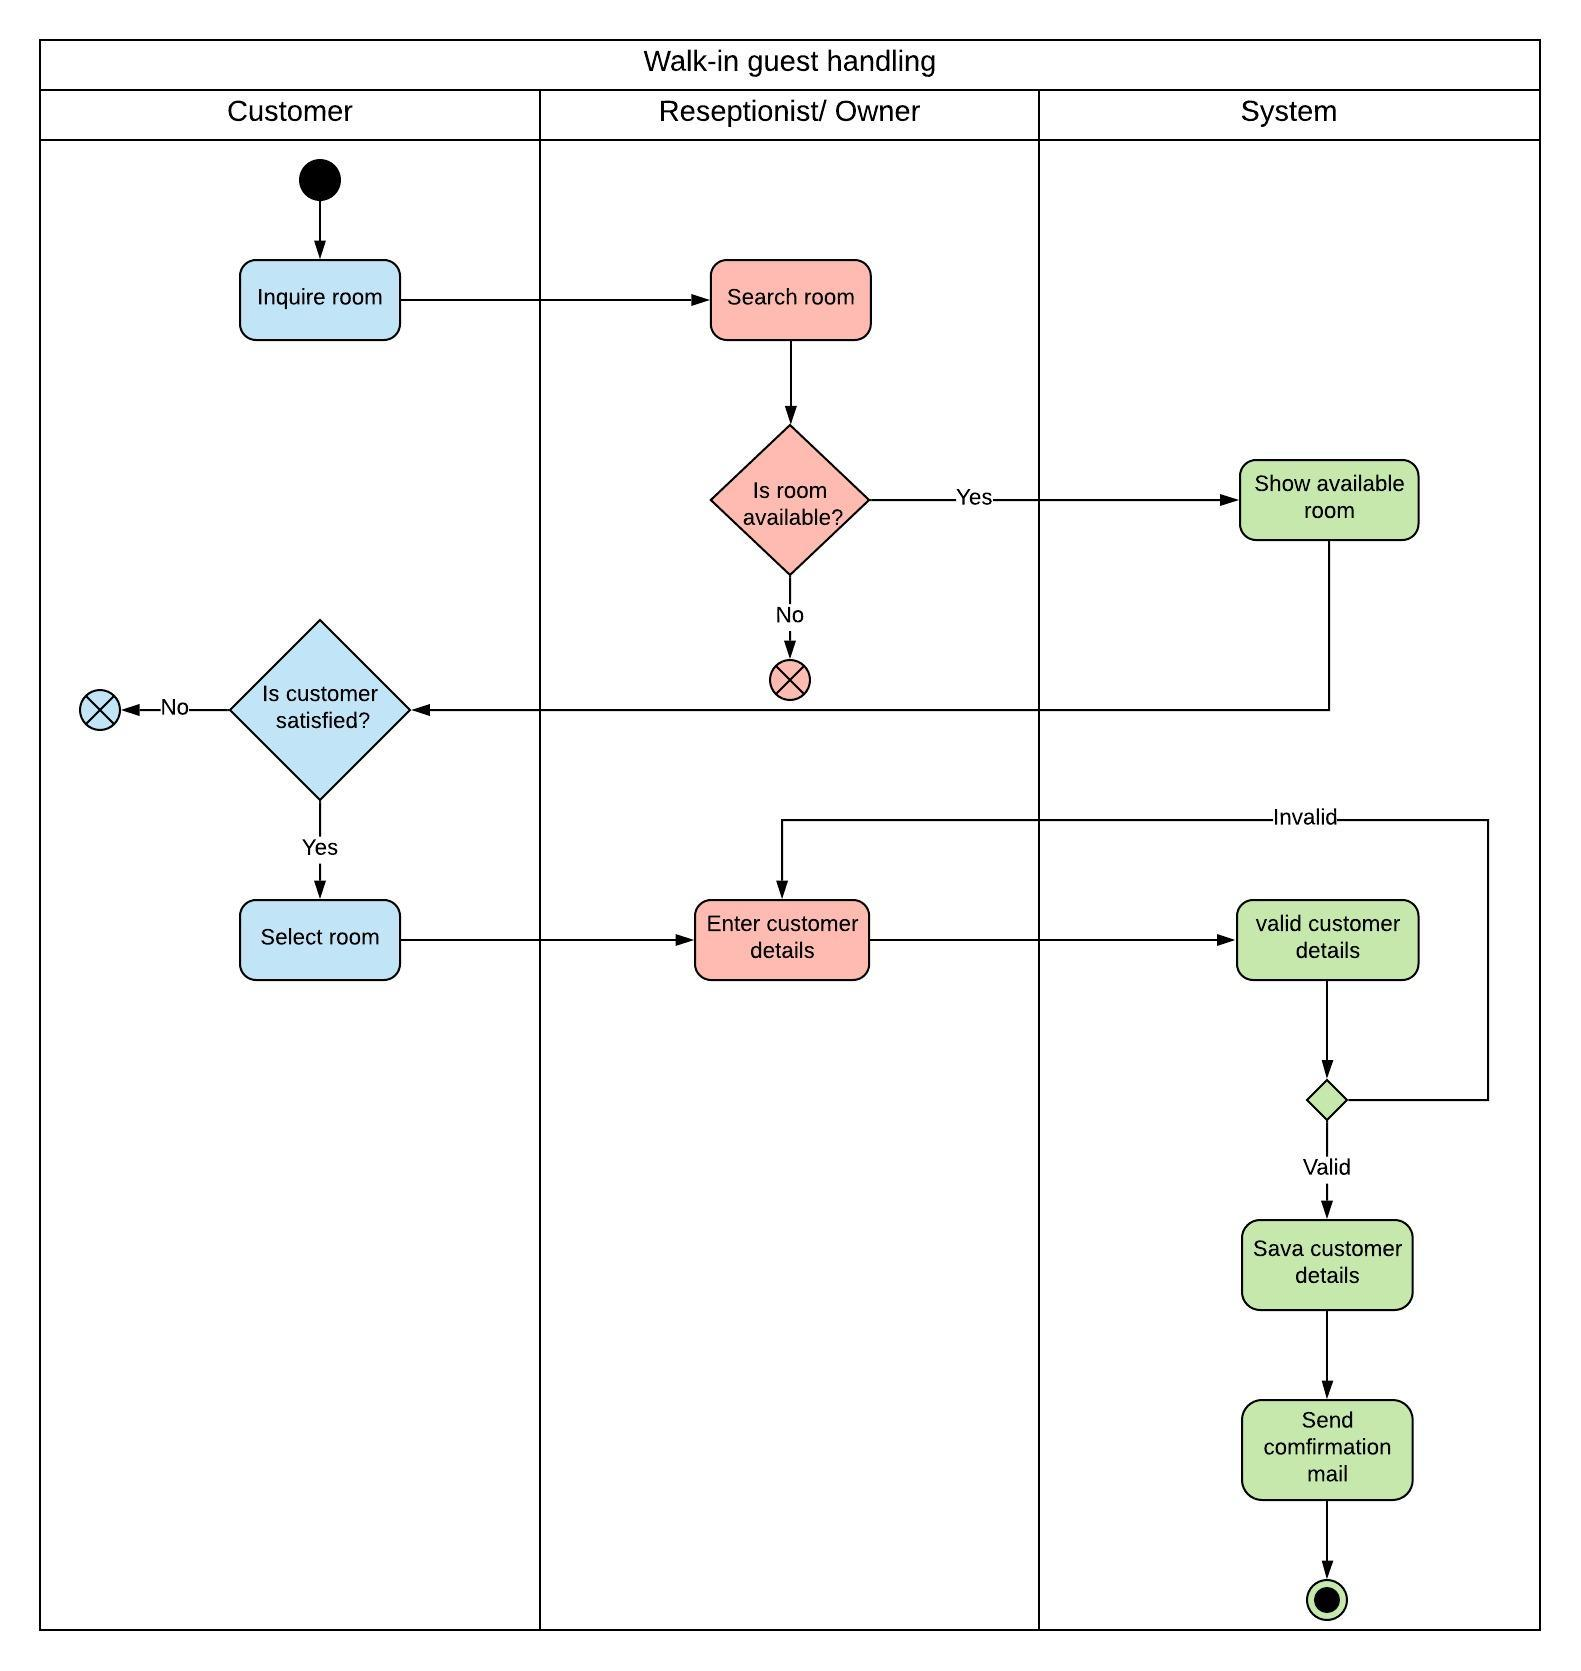 Walk-in guest handling
Customer
Reseptionist/ Owner
System
Inquire room
Search room
Is room
available?
Yes
Show available
room
No
Is customer
satisfied?
No
Yes
Invalid
Select room
Enter customer
details
valid customer
details
Valid
Sava customer
details
Send
comfirmation
mail